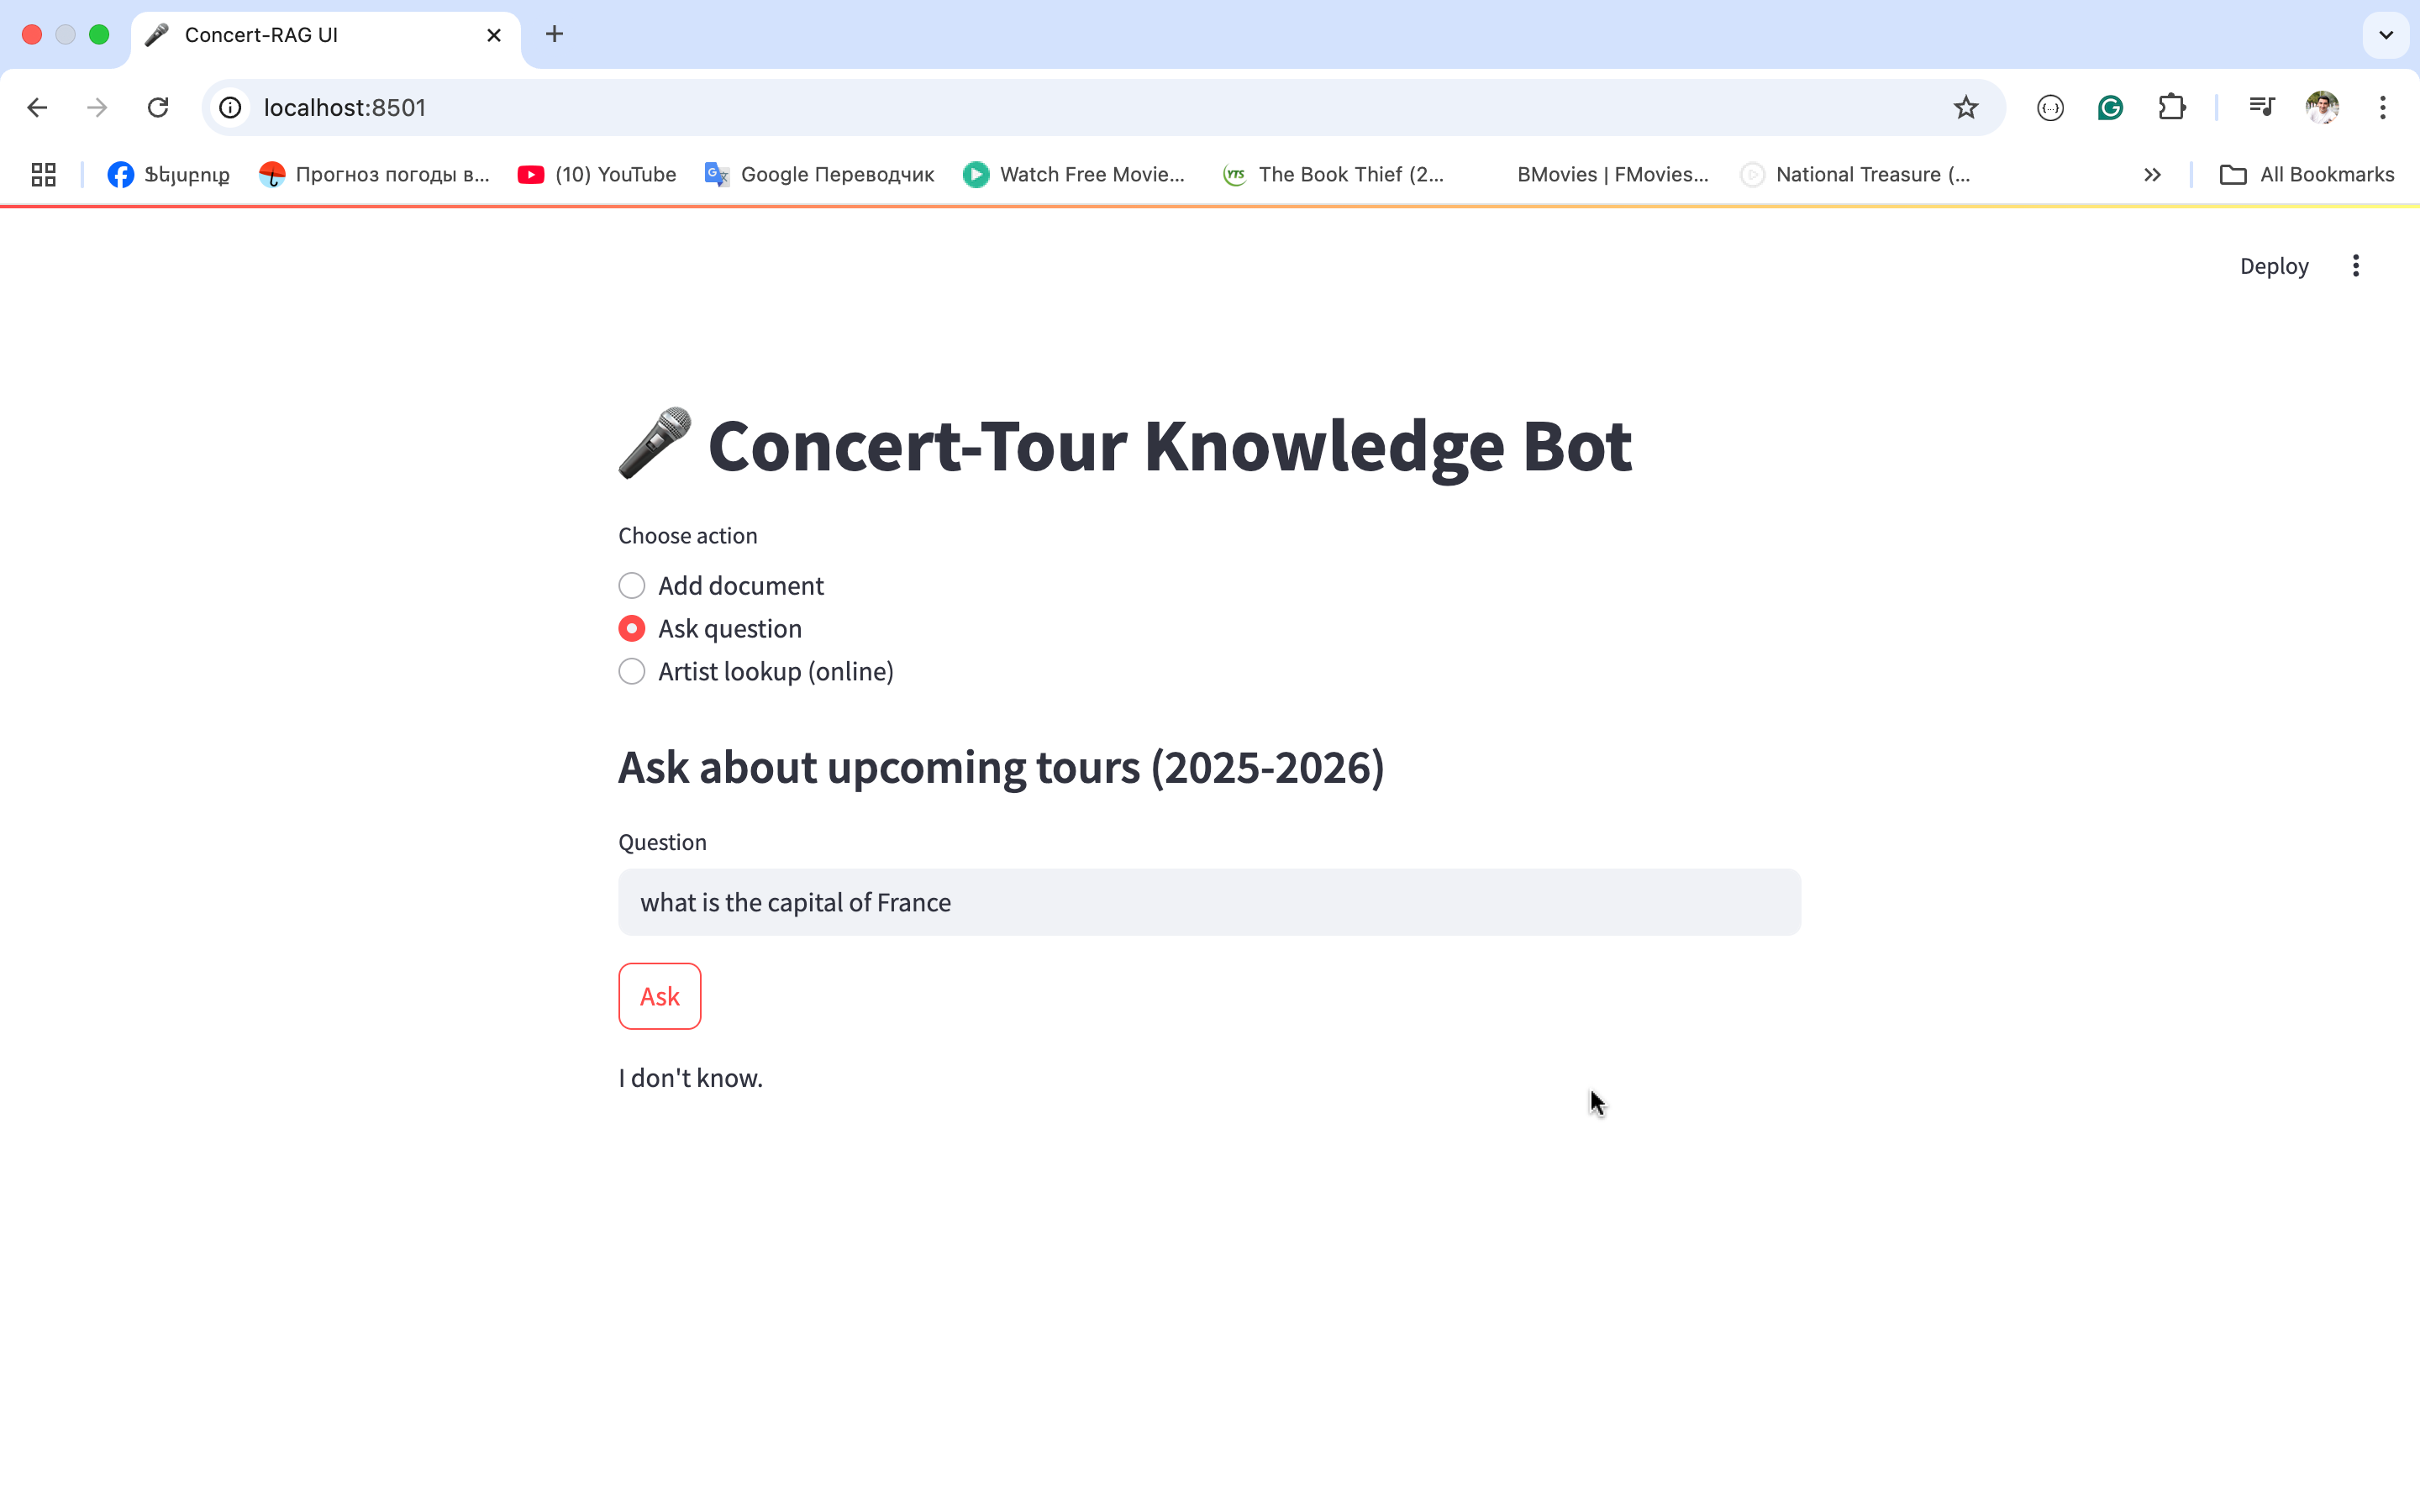 Concert-RAG UI
localhost:8501
Ֆեյսբուք
Прогноз погоды в...
(10) YouTube
Google Переводчик
Watch Free Movie...
YTS
The Book Thief (2...
BMovies | FMovies...
National Treasure (...
All Bookmarks
Deploy
Concert-Tour Knowledge Bot
Choose action
Add document
Ask question
Artist lookup (online)
Ask about upcoming tours (2025-2026)
Question
what is the capital of France
Ask
I don't know.